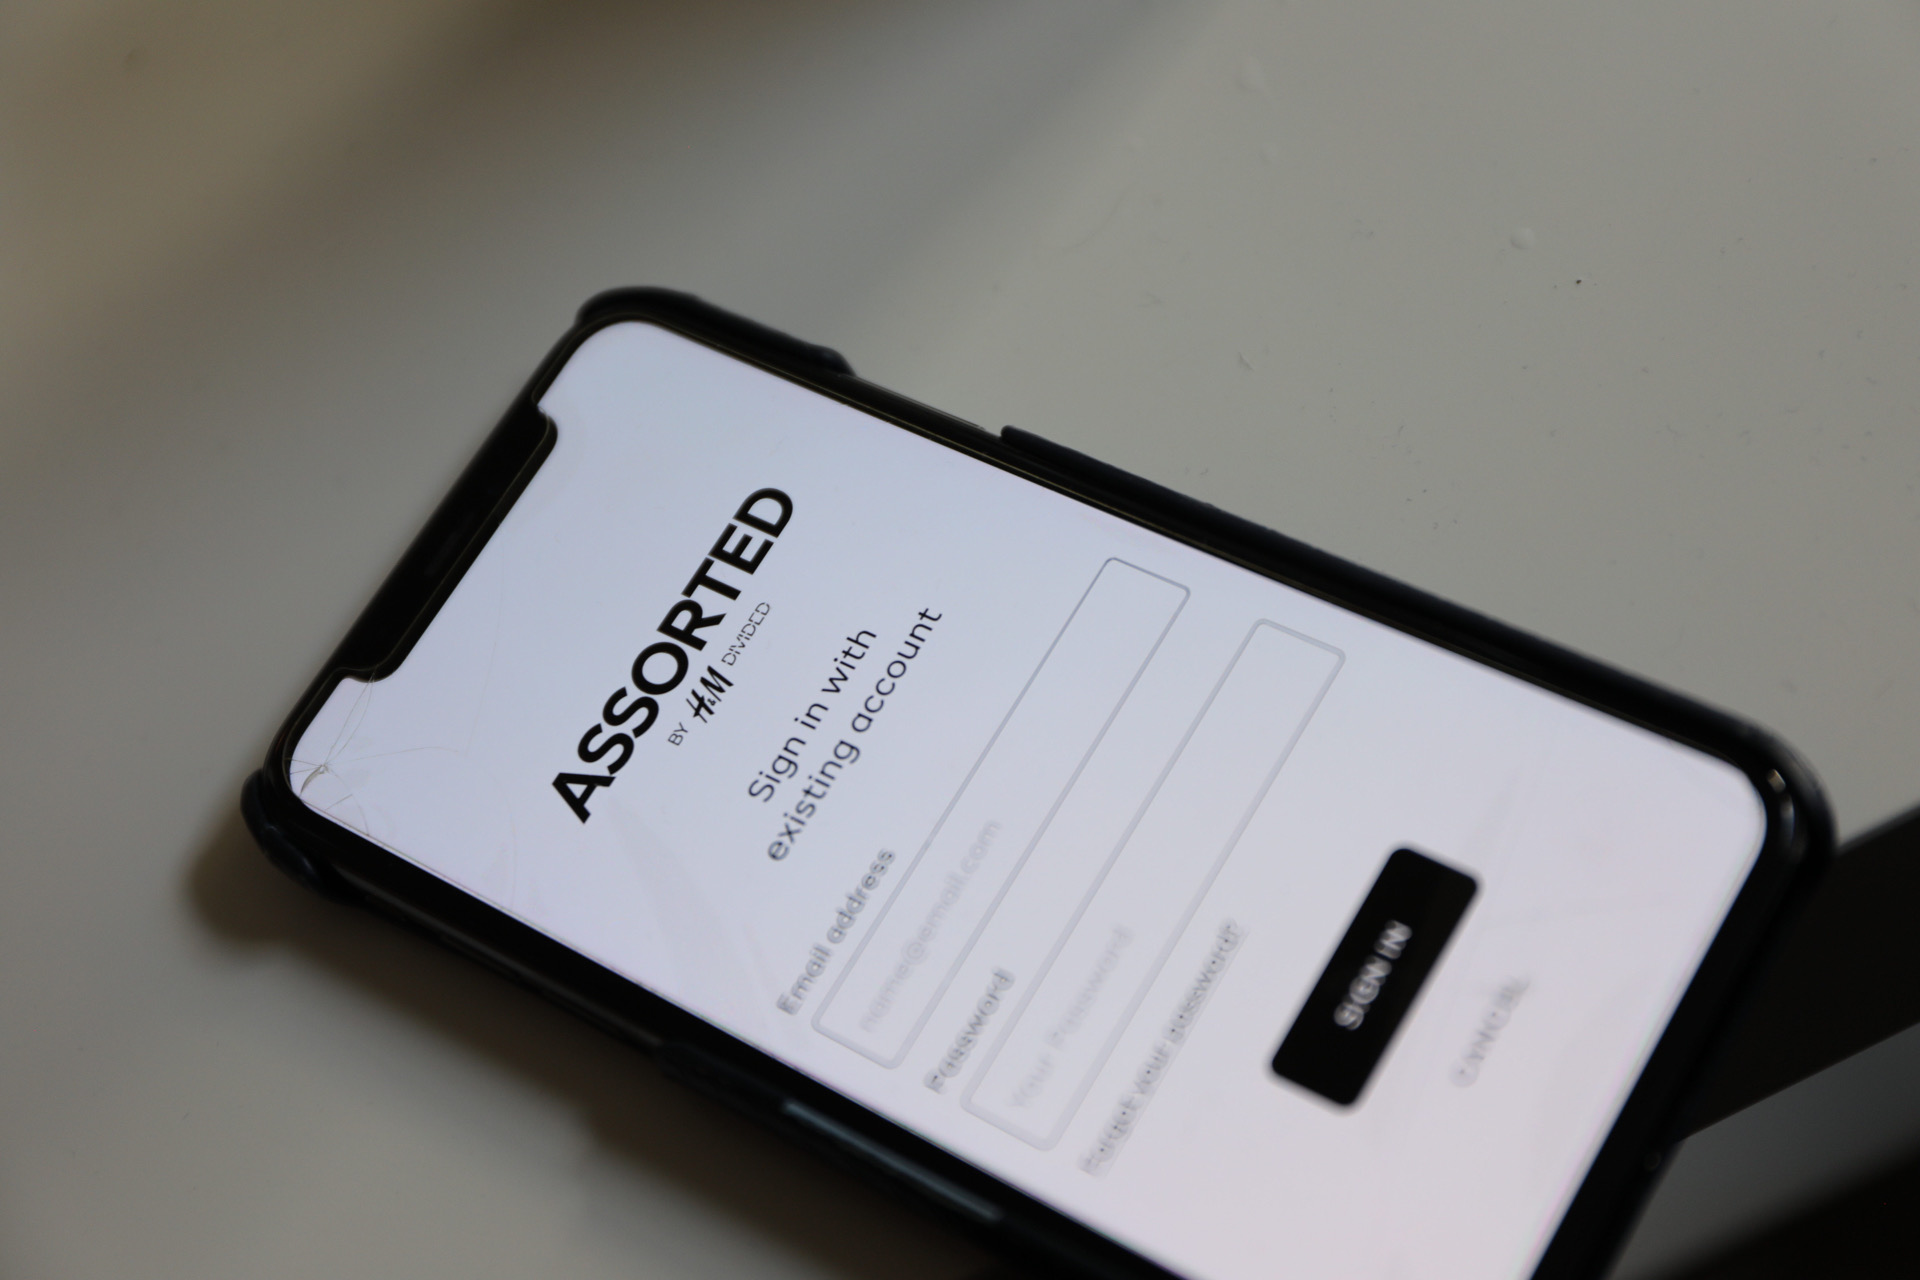 ASSORTED
BY H&M DIVIDED
Sign in with
existing account
Email address
name@email.com
Password
Your Password
Forgot your password?
SIGN IN
CANCEL